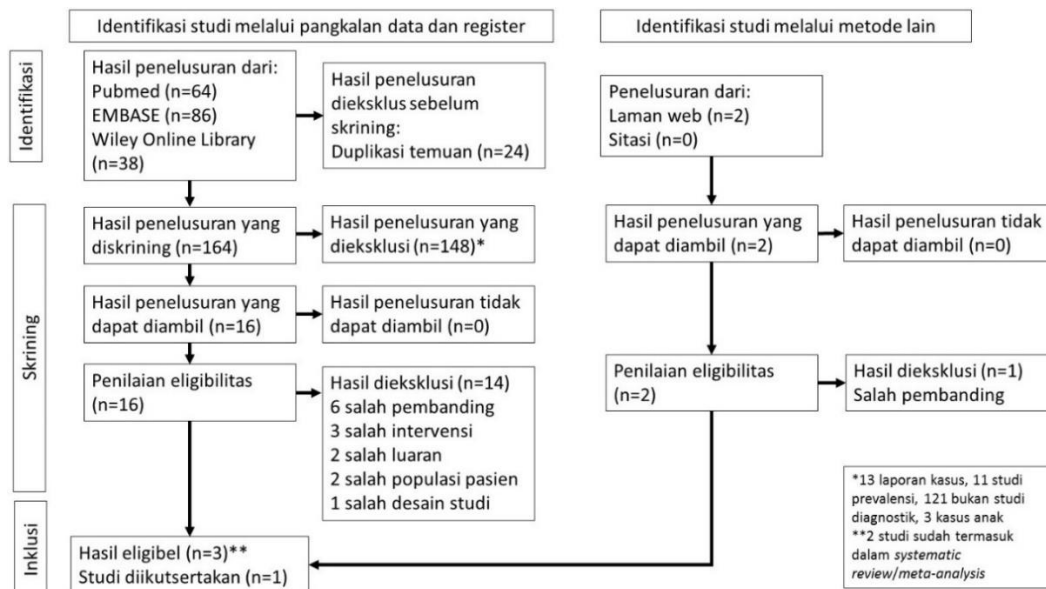 Identifikasi studi melalui pangkalan data dan register
Identifikasi studi melalui metode lain
Identifikasi
Hasil penelusuran dari:
Pubmed (n=64)
EMBASE (n=86)
Wiley Online Library
(n=38)
Hasil penelusuran
dieksklus sebelum
skrining:
Duplikasi temuan (n=24)
Penelusuran dari:
Laman web (n=2)
Sitasi (n=0)
Skrining
Hasil penelusuran yang
diskrining (n=164)
Hasil penelusuran yang
dieksklusi (n=148)*
Hasil penelusuran yang
dapat diambil (n=2)
Hasil penelusuran tidak
dapat diambil (n=0)
Hasil penelusuran yang
dapat diambil (n=16)
Hasil penelusuran tidak
dapat diambil (n=0)
Penilaian eligibilitas
(n=16)
Hasil dieksklusi (n=14)
6 salah pembanding
3 salah intervensi
2 salah luaran
2 salah populasi pasien
1 salah desain studi
Penilaian eligibilitas
(n=2)
Hasil dieksklusi (n=1)
Salah pembanding
Inklusi
Hasil eligibel (n=3)**
Studi diikutsertakan (n=1)
*13 laporan kasus, 11 studi
prevalensi, 121 bukan studi
diagnostik, 3 kasus anak
**2 studi sudah termasuk
dalam systematic
review/meta-analysis